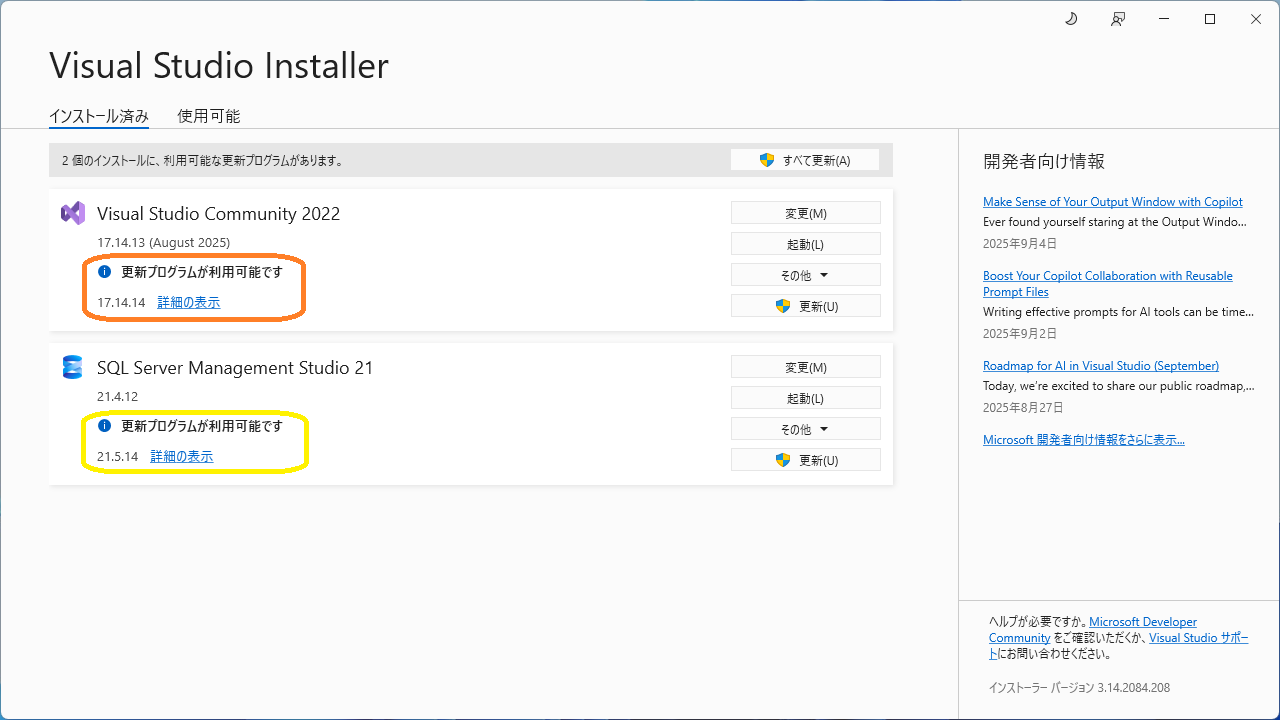 Visual Studio Installer
インストール済み
使用可能
2 個のインストールに、利用可能な更新プログラムがあります。
すべて更新(A)
Visual Studio Community 2022
17.14.13 (August 2025)
更新プログラムが利用可能です
17.14.14 詳細の表示
変更(M)
起動(L)
その他
更新(U)
SQL Server Management Studio 21
21.4.12
更新プログラムが利用可能です
21.5.14 詳細の表示
変更(M)
起動(L)
その他
更新(U)
開発者向け情報
Make Sense of Your Output Window with Copilot
Ever found yourself staring at the Output Windo...
2025年9月4日
Boost Your Copilot Collaboration with Reusable
Prompt Files
Writing effective prompts for AI tools can be time...
2025年9月2日
Roadmap for AI in Visual Studio (September)
Today, we're excited to share our public roadmap,...
2025年8月27日
Microsoft 開発者向け情報をさらに表示...
ヘルプが必要ですか。Microsoft Developer
Community をご確認いただくか、Visual Studio サポー
トにお問い合わせください。
インストーラー バージョン 3.14.2084.208